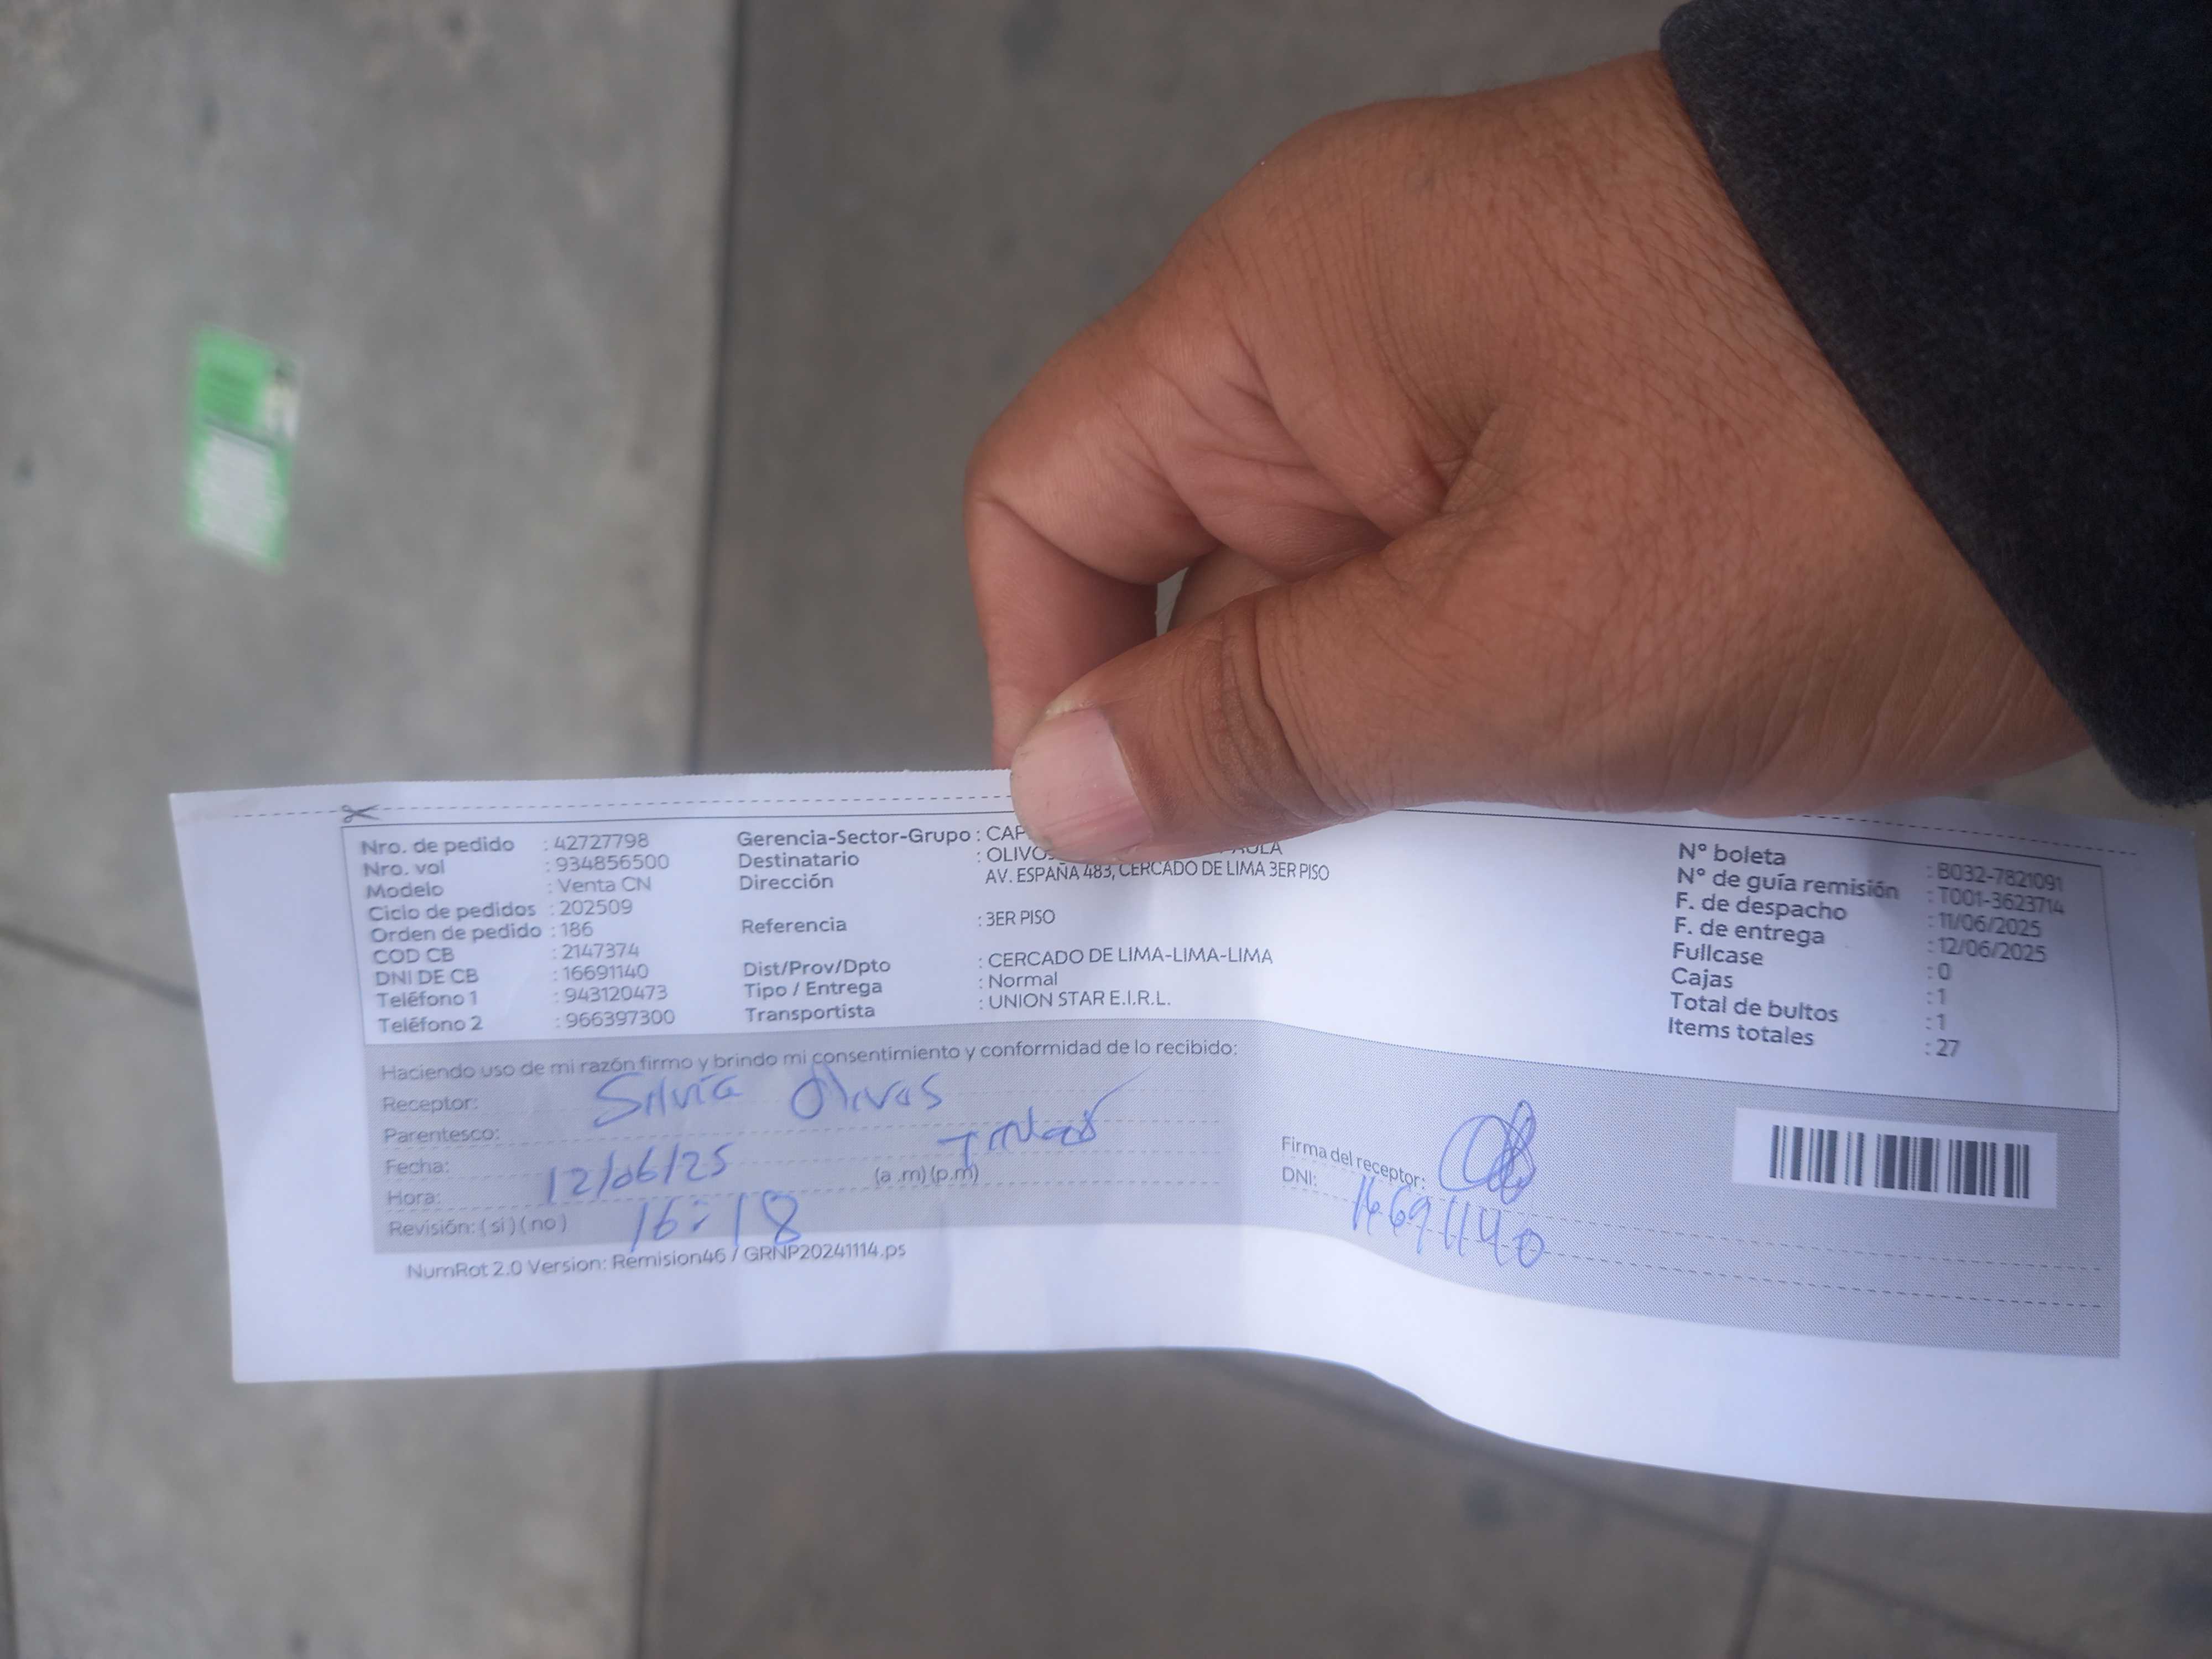 Nro. de pedido : 42727798
Nro. vol : 934856500
Modelo : Venta CN
Ciclo de pedidos : 202509
Orden de pedido : 186
COD CB : 2147374
DNI DE CB : 16691140
Teléfono 1 : 943120473
Teléfono 2 : 966397300
Gerencia-Sector-Grupo : CAP
Destinatario : OLIVO
Dirección : AV. ESPAÑA 483, CERCADO DE LIMA 3ER PISO
Referencia : 3ER PISO
Dist/Prov/Dpto : CERCADO DE LIMA-LIMA-LIMA
Tipo / Entrega : Normal
Transportista : UNION STAR E.I.R.L.
N° boleta : B032-7821091
N° de guía remisión : T001-3623714
F. de despacho : 11/06/2025
F. de entrega : 12/06/2025
Fullcase : 0
Cajas : 1
Total de bultos : 1
Items totales : 27
Haciendo uso de mi razón firmo y brindo mi consentimiento y conformidad de lo recibido:
Receptor: Silvia Olivos
Parentesco: Titular
Fecha: 12/06/25
Hora: 16:18 (a .m) (p.m)
Revisión: ( si ) ( no )
Firma del receptor:
DNI: 16691140
NumRot 2.0 Version: Remision46 / GRNP20241114.ps